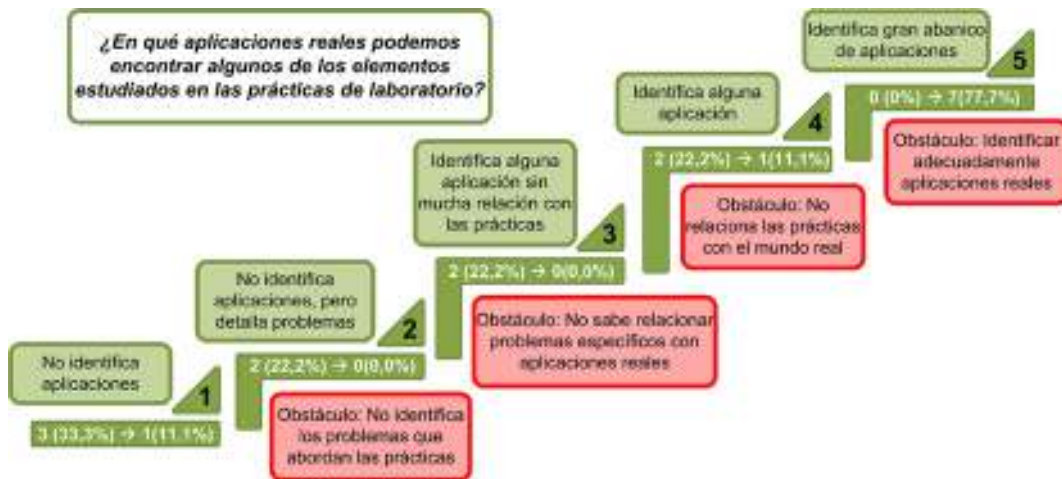 ¿En qué aplicaciones reales podemos
encontrar algunos de los elementos
estudiados en las prácticas de laboratorio?
Identifica gran abanico
de aplicaciones
5
0 (0%) → 7(77,7%)
Obstáculo: Identificar
adecuadamente
aplicaciones reales
Identifica alguna
aplicación
4
2 (22,2%) → 1(11,1%)
Obstáculo: No
relaciona las prácticas
con el mundo real
Identifica alguna
aplicación sin
mucha relación con
las prácticas
3
2 (22,2%) → 0(0,0%)
Obstáculo: No sabe relacionar
problemas específicos con
aplicaciones reales
No identifica
aplicaciones, pero
detalla problemas
2
2 (22,2%) → 0(0,0%)
Obstáculo: No identifica
los problemas que
abordan las prácticas
No identifica
aplicaciones
1
3 (33,3%) → 1(11,1%)